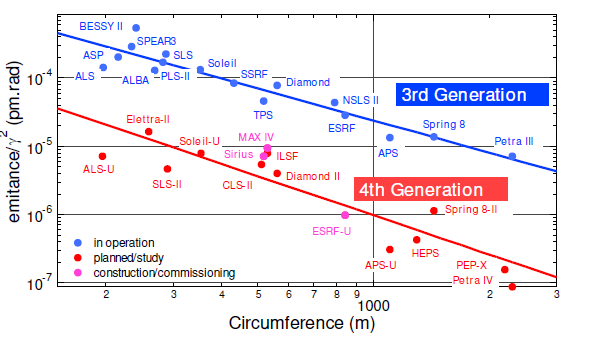 BESSY II
SPEAR3
ASP
SLS
Soleil
ALS
ALBA
PLS-II
SSRF
Diamond
3rd Generation
NSLS II
TPS
ESRF
Spring 8
APS
Petra III
Elettra-II
MAX IV
Soleil-U
Sirius
ILSF
ALS-U
SLS-II
CLS-II
Diamond II
4th Generation
Spring 8-II
ESRF-U
HEPS
APS-U
PEP-X
Petra IV
in operation
planned/study
construction/commissioning
10-4
10-5
10-6
10-7
emitance/γ2 (pm.rad)
2 3 4 5 6 7 8 9 1000 2 3
Circumference (m)